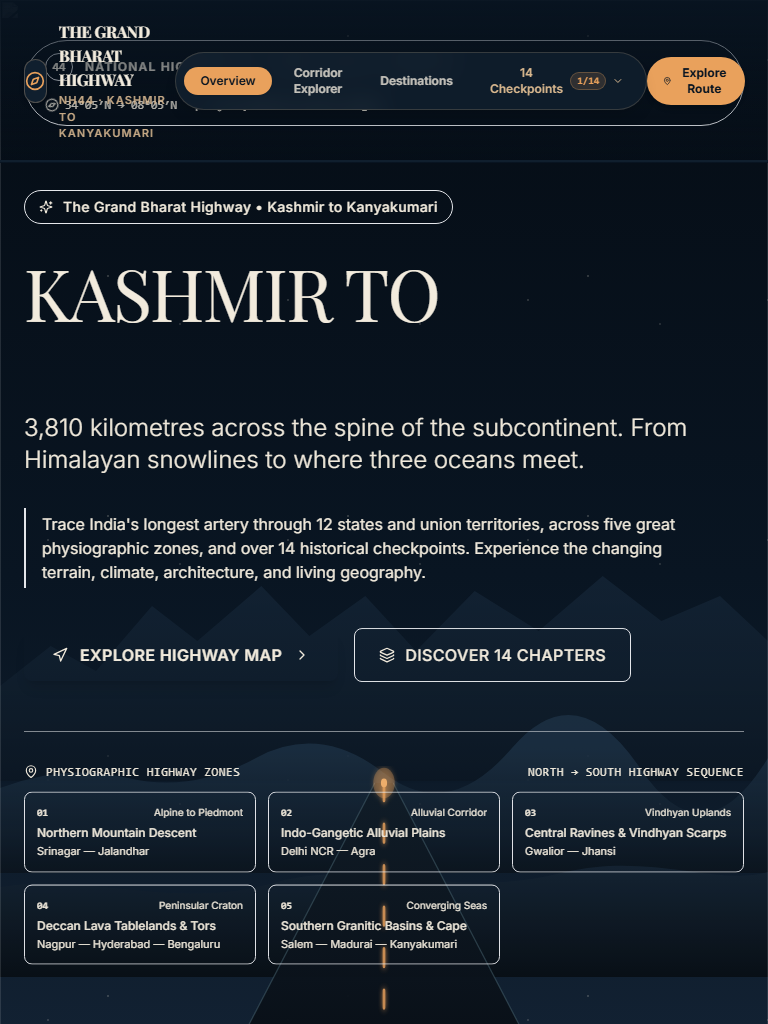 THE GRAND
BHARAT
HIGHWAY
NH44 · KASHMIR
TO
KANYAKUMARI
44 NATIONAL HIG
34°05'N → 08°05'N
Overview
Corridor
Explorer
Destinations
14
Checkpoints
1/14
Explore
Route
The Grand Bharat Highway • Kashmir to Kanyakumari
KASHMIR TO
3,810 kilometres across the spine of the subcontinent. From
Himalayan snowlines to where three oceans meet.
Trace India's longest artery through 12 states and union territories, across five great
physiographic zones, and over 14 historical checkpoints. Experience the changing
terrain, climate, architecture, and living geography.
EXPLORE HIGHWAY MAP
DISCOVER 14 CHAPTERS
PHYSIOGRAPHIC HIGHWAY ZONES
NORTH → SOUTH HIGHWAY SEQUENCE
01 Alpine to Piedmont
Northern Mountain Descent
Srinagar — Jalandhar
02 Alluvial Corridor
Indo-Gangetic Alluvial Plains
Delhi NCR — Agra
03 Vindhyan Uplands
Central Ravines & Vindhyan Scarps
Gwalior — Jhansi
04 Peninsular Craton
Deccan Lava Tablelands & Tors
Nagpur — Hyderabad — Bengaluru
05 Converging Seas
Southern Granitic Basins & Cape
Salem — Madurai — Kanyakumari